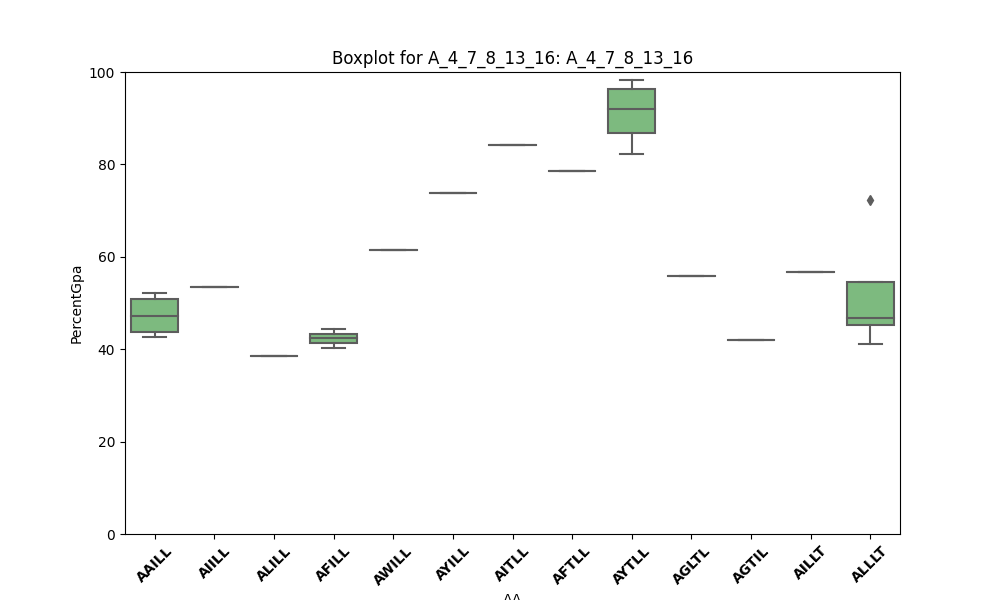 Boxplot for A_4_7_8_13_16: A_4_7_8_13_16
100
80
60
40
20
0
PercentGpa
AAILL AIILL ALILL AFILL AWILL AYILL AITLL AFTLL AYTLL AGLTL AGTIL AILLT ALLLT
AA